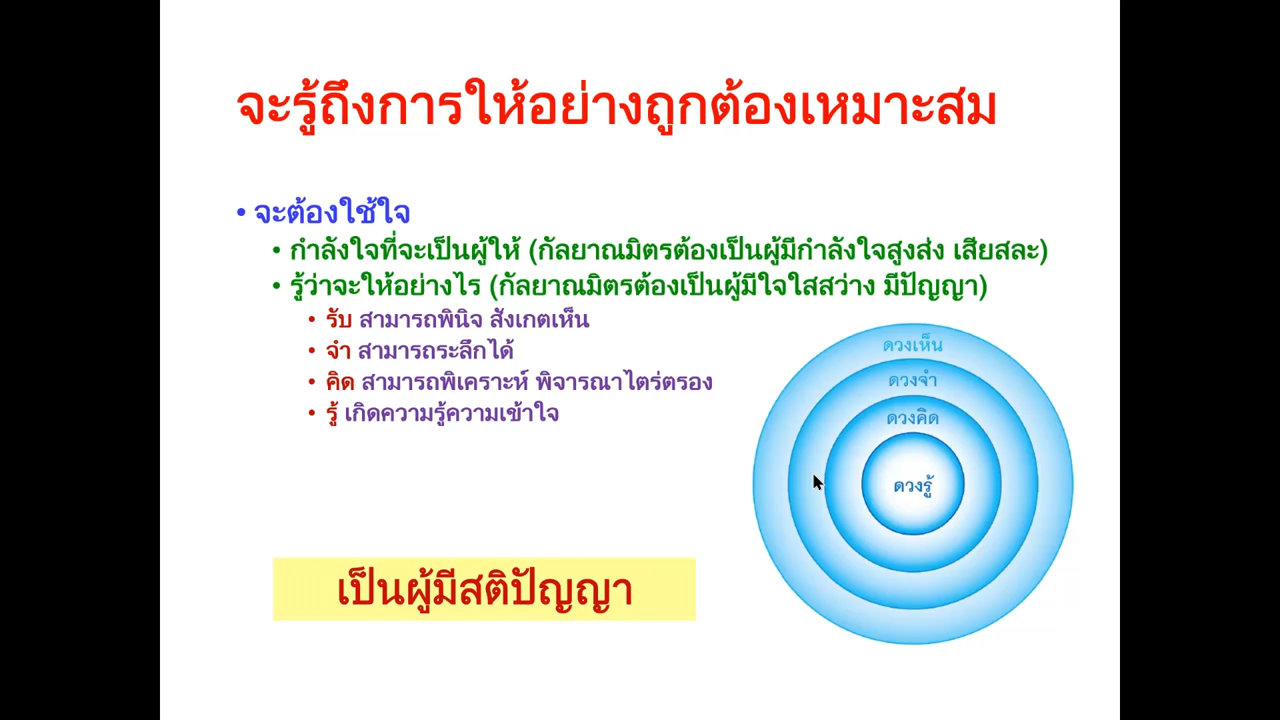 จะรู้ถึงการให้อย่างถูกต้องเหมาะสม
• จะต้องใช้ใจ
• กำลังใจที่จะเป็นผู้ให้ (กัลยาณมิตรต้องเป็นผู้มีกำลังใจสูงส่ง เสียสละ)
• รู้ว่าจะให้อย่างไร (กัลยาณมิตรต้องเป็นผู้มีใจใสสว่าง มีปัญญา)
• รับ สามารถพินิจ สังเกตเห็น
• จำ สามารถระลึกได้
• คิด สามารถพิเคราะห์ พิจารณาไตร่ตรอง
• รู้ เกิดความรู้ความเข้าใจ
ดวงเห็น
ดวงจำ
ดวงคิด
ดวงรู้
เป็นผู้มีสติปัญญา